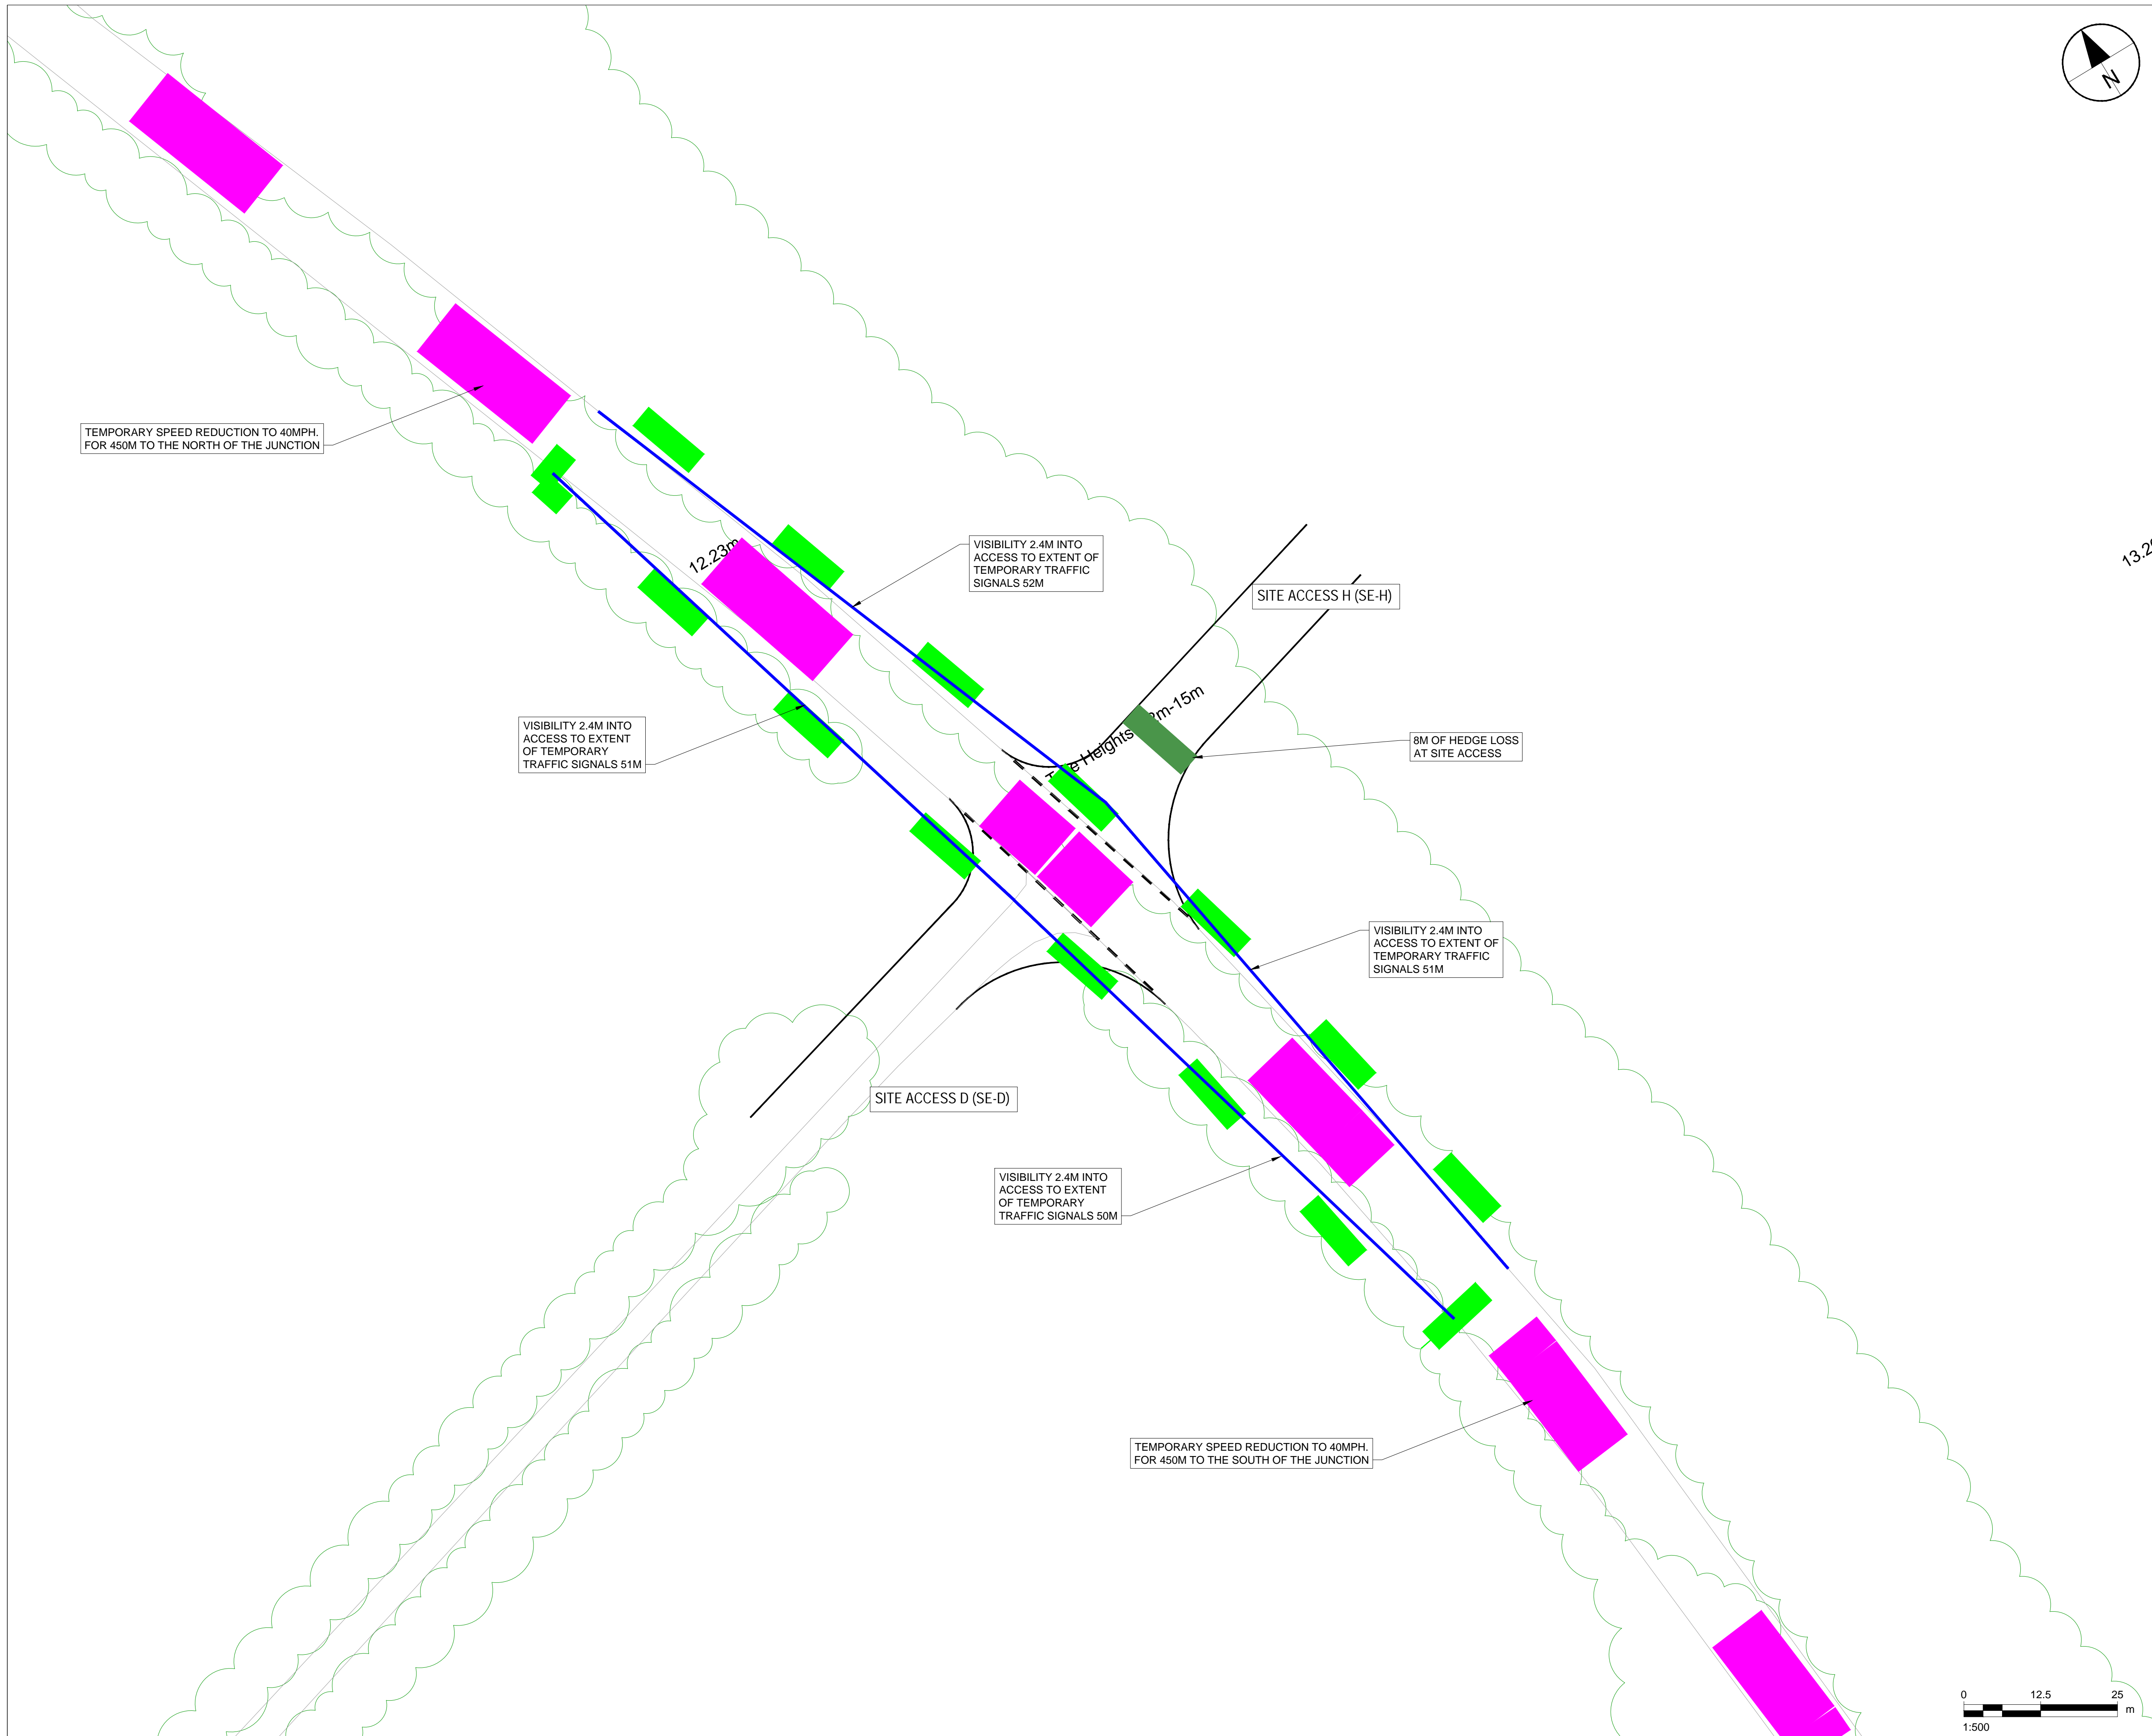 N
TEMPORARY SPEED REDUCTION TO 40MPH.
FOR 450M TO THE NORTH OF THE JUNCTION
12.23m
VISIBILITY 2.4M INTO
ACCESS TO EXTENT OF
TEMPORARY TRAFFIC
SIGNALS 52M
SITE ACCESS H (SE-H)
VISIBILITY 2.4M INTO
ACCESS TO EXTENT
OF TEMPORARY
TRAFFIC SIGNALS 51M
Heights
m-15m
8M OF HEDGE LOSS
AT SITE ACCESS
VISIBILITY 2.4M INTO
ACCESS TO EXTENT OF
TEMPORARY TRAFFIC
SIGNALS 51M
SITE ACCESS D (SE-D)
VISIBILITY 2.4M INTO
ACCESS TO EXTENT
OF TEMPORARY
TRAFFIC SIGNALS 50M
TEMPORARY SPEED REDUCTION TO 40MPH.
FOR 450M TO THE SOUTH OF THE JUNCTION
0 12.5 25
m
1:500